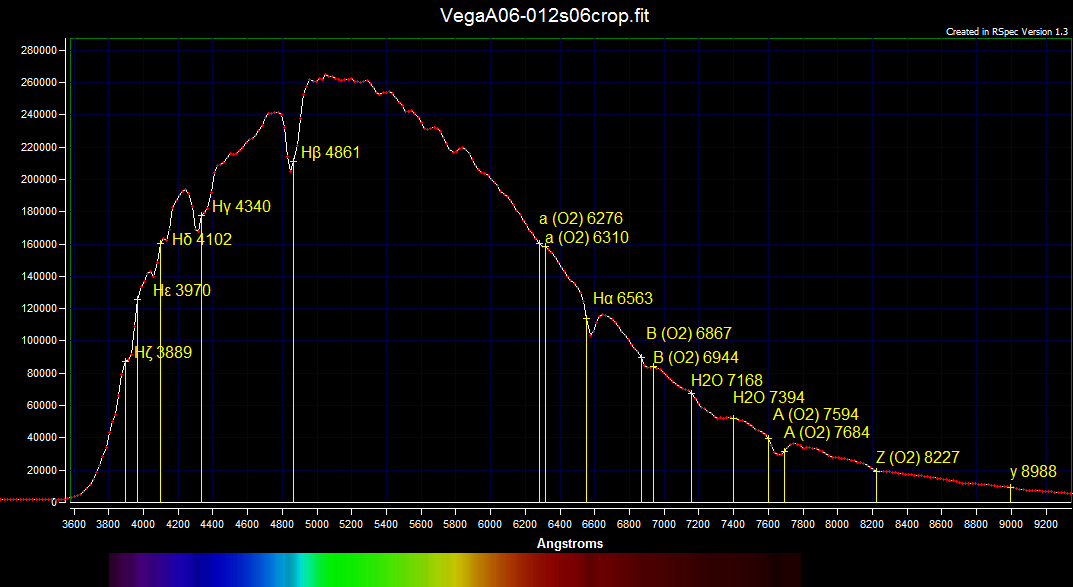 VegaA06-012s06crop.fit
Created in RSpec Version 1.3
280000
260000
240000
220000
200000
180000
160000
140000
120000
100000
80000
60000
40000
20000
0
Hβ 4861
Hγ 4340
a (O2) 6276
Hδ 4102
a (O2) 6310
Hε 3970
Hα 6563
B (O2) 6867
Hζ 3889
B (O2) 6944
H2O 7168
H2O 7394
A (O2) 7594
A (O2) 7684
Z (O2) 8227
y 8988
3600 3800 4000 4200 4400 4600 4800 5000 5200 5400 5600 5800 6000 6200 6400 6600 6800 7000 7200 7400 7600 7800 8000 8200 8400 8600 8800 9000 9200
Angstroms